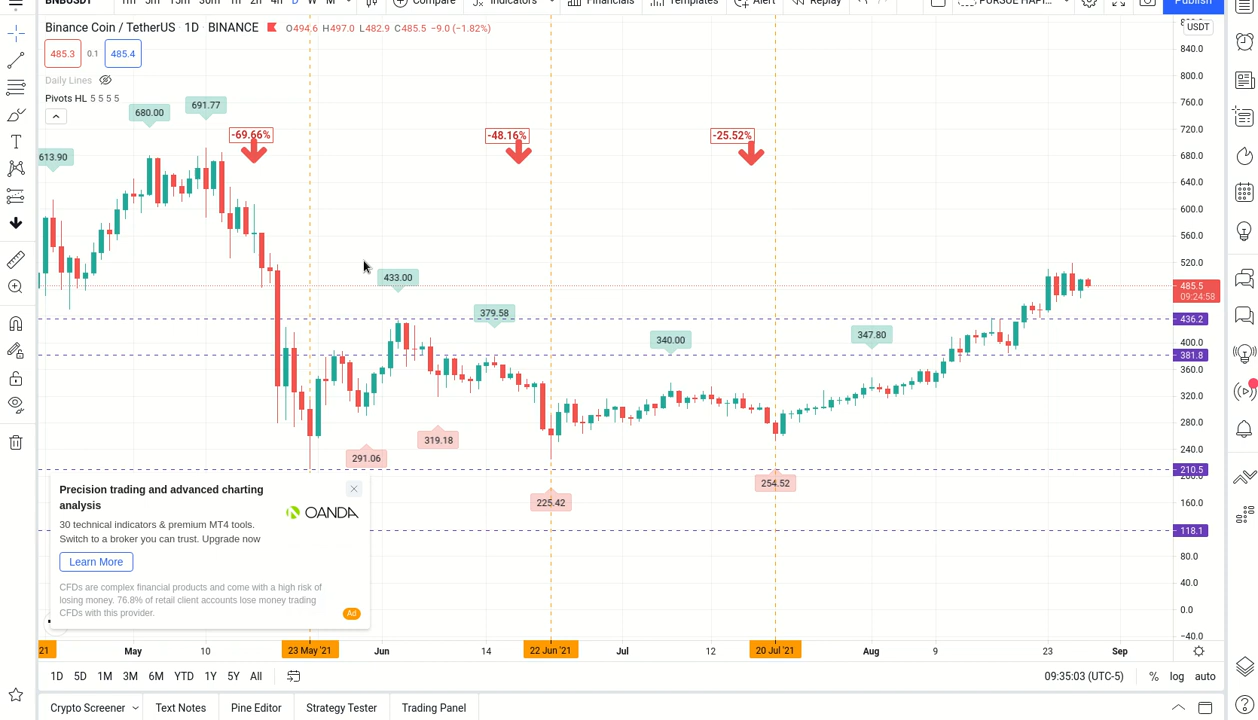 BNBUSDT 1m 5m 15m 30m 1h 2h 4h D W M Compare Indicators Financials Templates Alert Replay Publish
Binance Coin / TetherUS · 1D · BINANCE O494.6 H497.0 L482.9 C485.5 -9.0 (-1.82%)
485.3 0.1 485.4
Daily Lines
Pivots HL 5 5 5 5
613.90
680.00
691.77
-69.66%
-48.16%
-25.52%
433.00
379.58
340.00
347.80
291.06
319.18
225.42
254.52
USDT
840.0
800.0
760.0
720.0
680.0
640.0
600.0
560.0
520.0
485.5
09:24:58
436.2
400.0
381.8
360.0
320.0
280.0
240.0
210.5
200.0
160.0
118.1
80.0
40.0
0.0
-40.0
Precision trading and advanced charting
analysis
OANDA
30 technical indicators & premium MT4 tools.
Switch to a broker you can trust. Upgrade now
Learn More
CFDs are complex financial products and come with a high risk of
losing money. 76.8% of retail client accounts lose money trading
CFDs with this provider.
Ad
21 May 10 23 May '21 Jun 14 22 Jun '21 Jul 12 20 Jul '21 Aug 9 23 Sep
1D 5D 1M 3M 6M YTD 1Y 5Y All 09:35:03 (UTC-5) % log auto
Crypto Screener Text Notes Pine Editor Strategy Tester Trading Panel